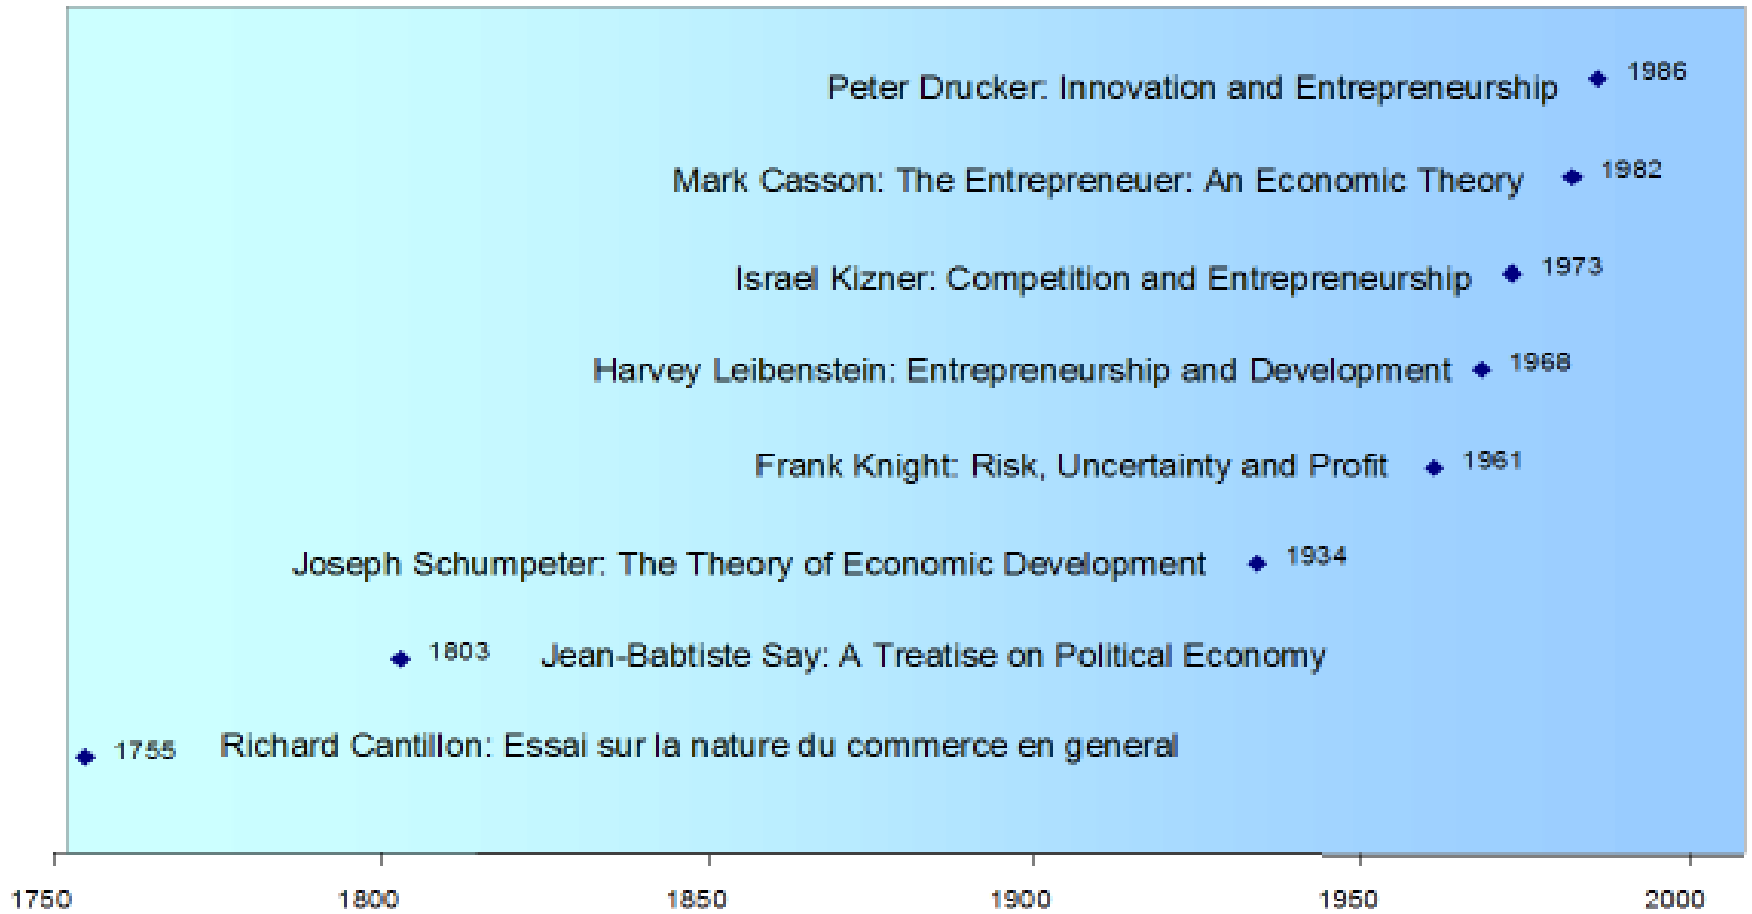 Peter Drucker: Innovation and Entrepreneurship 1986
Mark Casson: The Entrepreneuer: An Economic Theory 1982
Israel Kizner: Competition and Entrepreneurship 1973
Harvey Leibenstein: Entrepreneurship and Development 1968
Frank Knight: Risk, Uncertainty and Profit 1961
Joseph Schumpeter: The Theory of Economic Development 1934
1803 Jean-Babtiste Say: A Treatise on Political Economy
1755 Richard Cantillon: Essai sur la nature du commerce en general
1750 1800 1850 1900 1950 2000